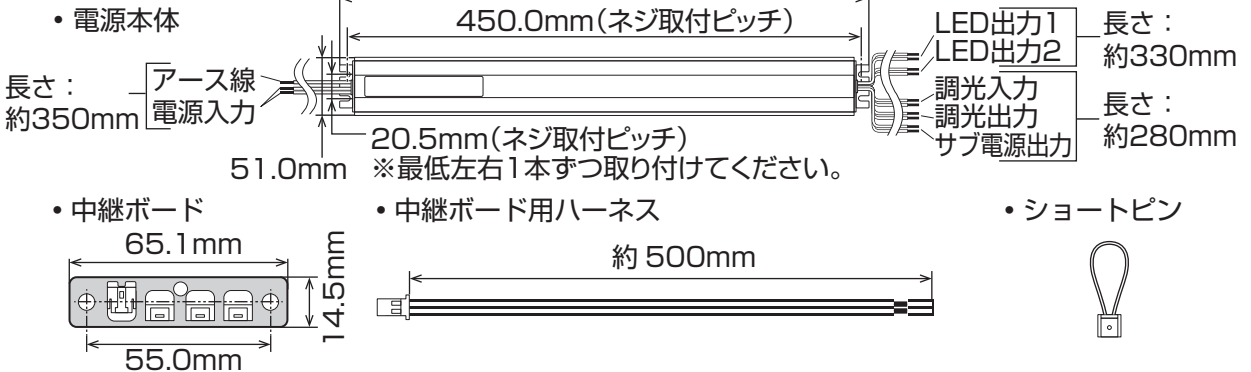 • 電源本体
450.0mm（ネジ取付ピッチ）
LED出力1
LED出力2
長さ：
約330mm
長さ：
約350mm
アース線
電源入力
調光入力
調光出力
サブ電源出力
長さ：
約280mm
20.5mm（ネジ取付ピッチ）
51.0mm
※最低左右1本ずつ取り付けてください。
• 中継ボード
• 中継ボード用ハーネス
• ショートピン
65.1mm
14.5mm
55.0mm
約 500mm